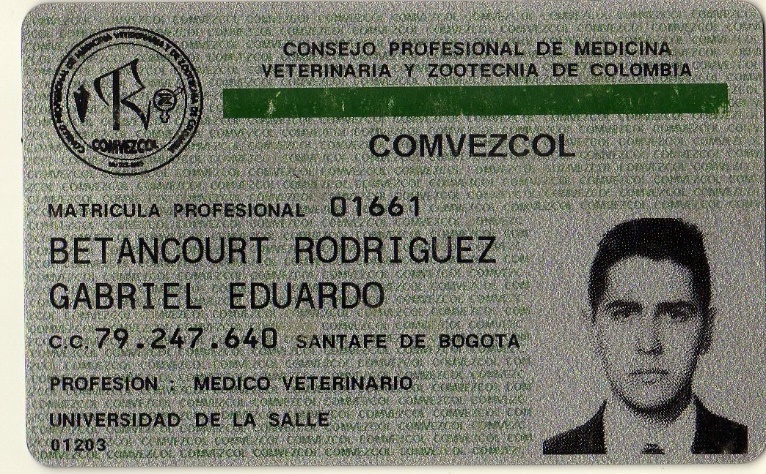 CONSEJO PROFESIONAL DE MEDICINA
VETERINARIA Y ZOOTECNIA DE COLOMBIA
COMVEZCOL
COMVEZCOL
MATRICULA PROFESIONAL 01661
BETANCOURT RODRIGUEZ
GABRIEL EDUARDO
C.C. 79.247.640 SANTAFE DE BOGOTA
PROFESION : MEDICO VETERINARIO
UNIVERSIDAD DE LA SALLE
01203